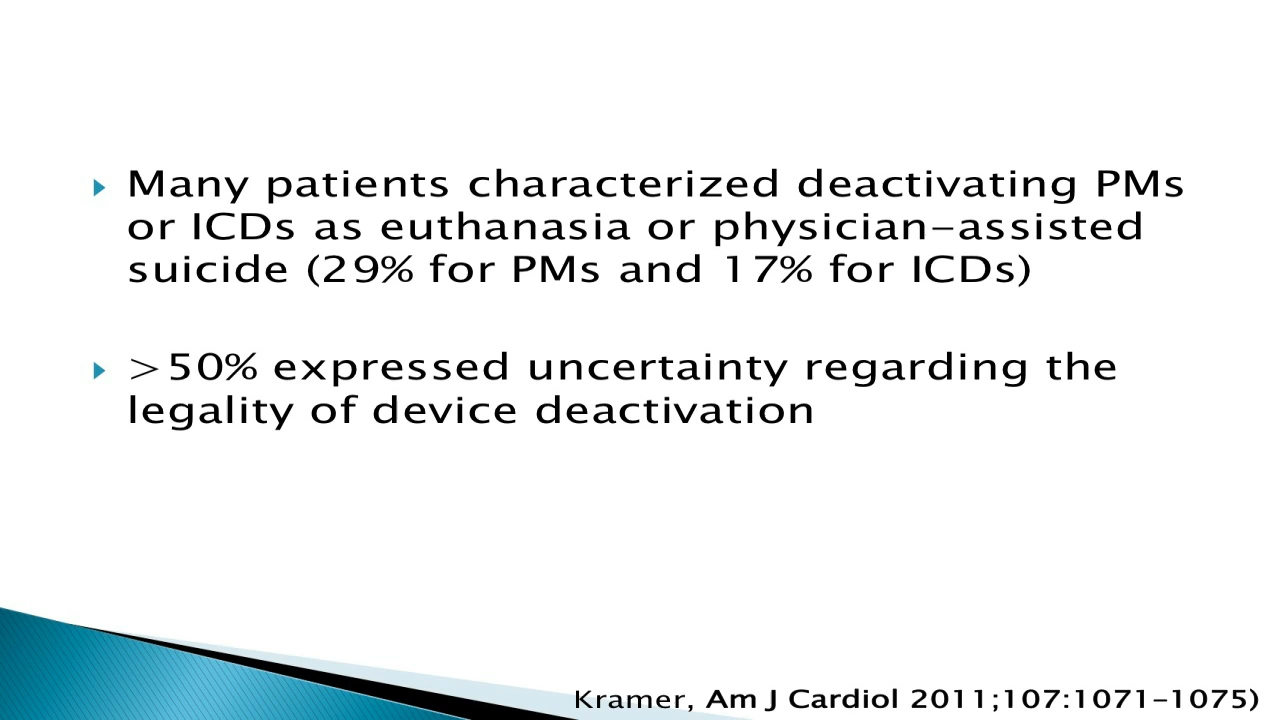 Many patients characterized deactivating PMs
or ICDs as euthanasia or physician-assisted
suicide (29% for PMs and 17% for ICDs)
>50% expressed uncertainty regarding the
legality of device deactivation
Kramer, Am J Cardiol 2011;107:1071-1075)